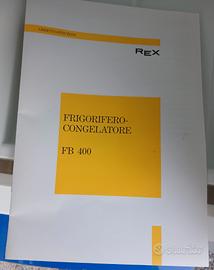 REX
FRIGORIFERO-
CONGELATORE
FB 400